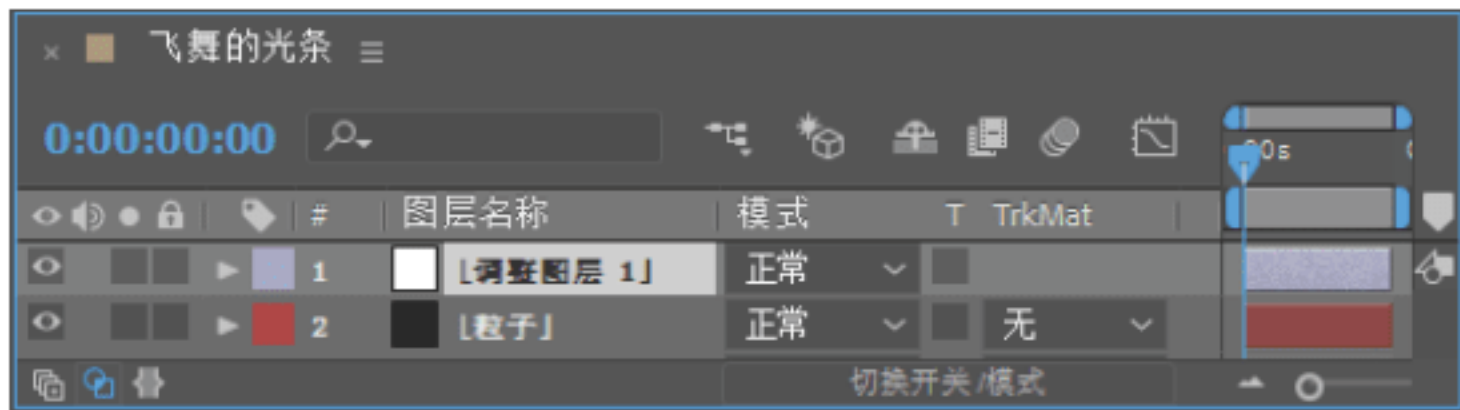 飞舞的光条
0:00:00:00
00s
# 图层名称 模式 T TrkMat
1 [调整图层 1] 正常
2 [粒子] 正常 无
切换开关/模式